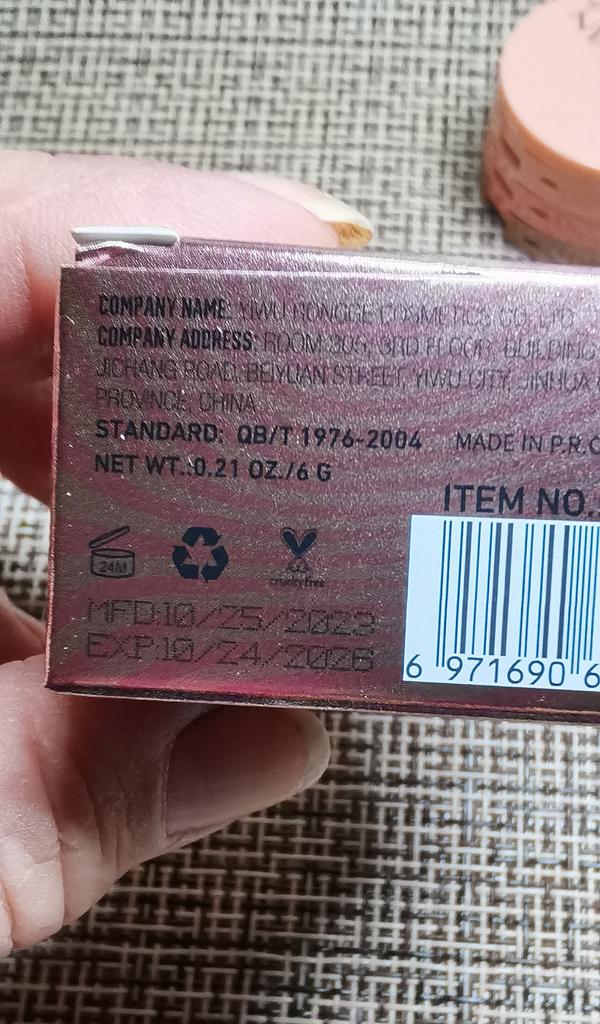 COMPANY NAME: YIWU RONGGE COSMETICS CO., LTD
COMPANY ADDRESS: ROOM 305, 3RD FLOOR, BUILDING
JICHANG ROAD, BEIYUAN STREET, YIWU CITY, JINHUA
PROVINCE, CHINA
STANDARD: QB/T 1976-2004 MADE IN P.R.C
NET WT.:0.21 OZ./6 G
ITEM NO.:
24M
cruelty free
MFD:10/25/2023
EXP:10/24/2026
6 971690 6